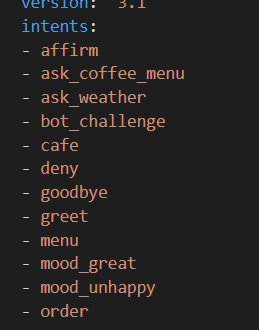 version: "3.1"
intents:
- affirm
- ask_coffee_menu
- ask_weather
- bot_challenge
- cafe
- deny
- goodbye
- greet
- menu
- mood_great
- mood_unhappy
- order